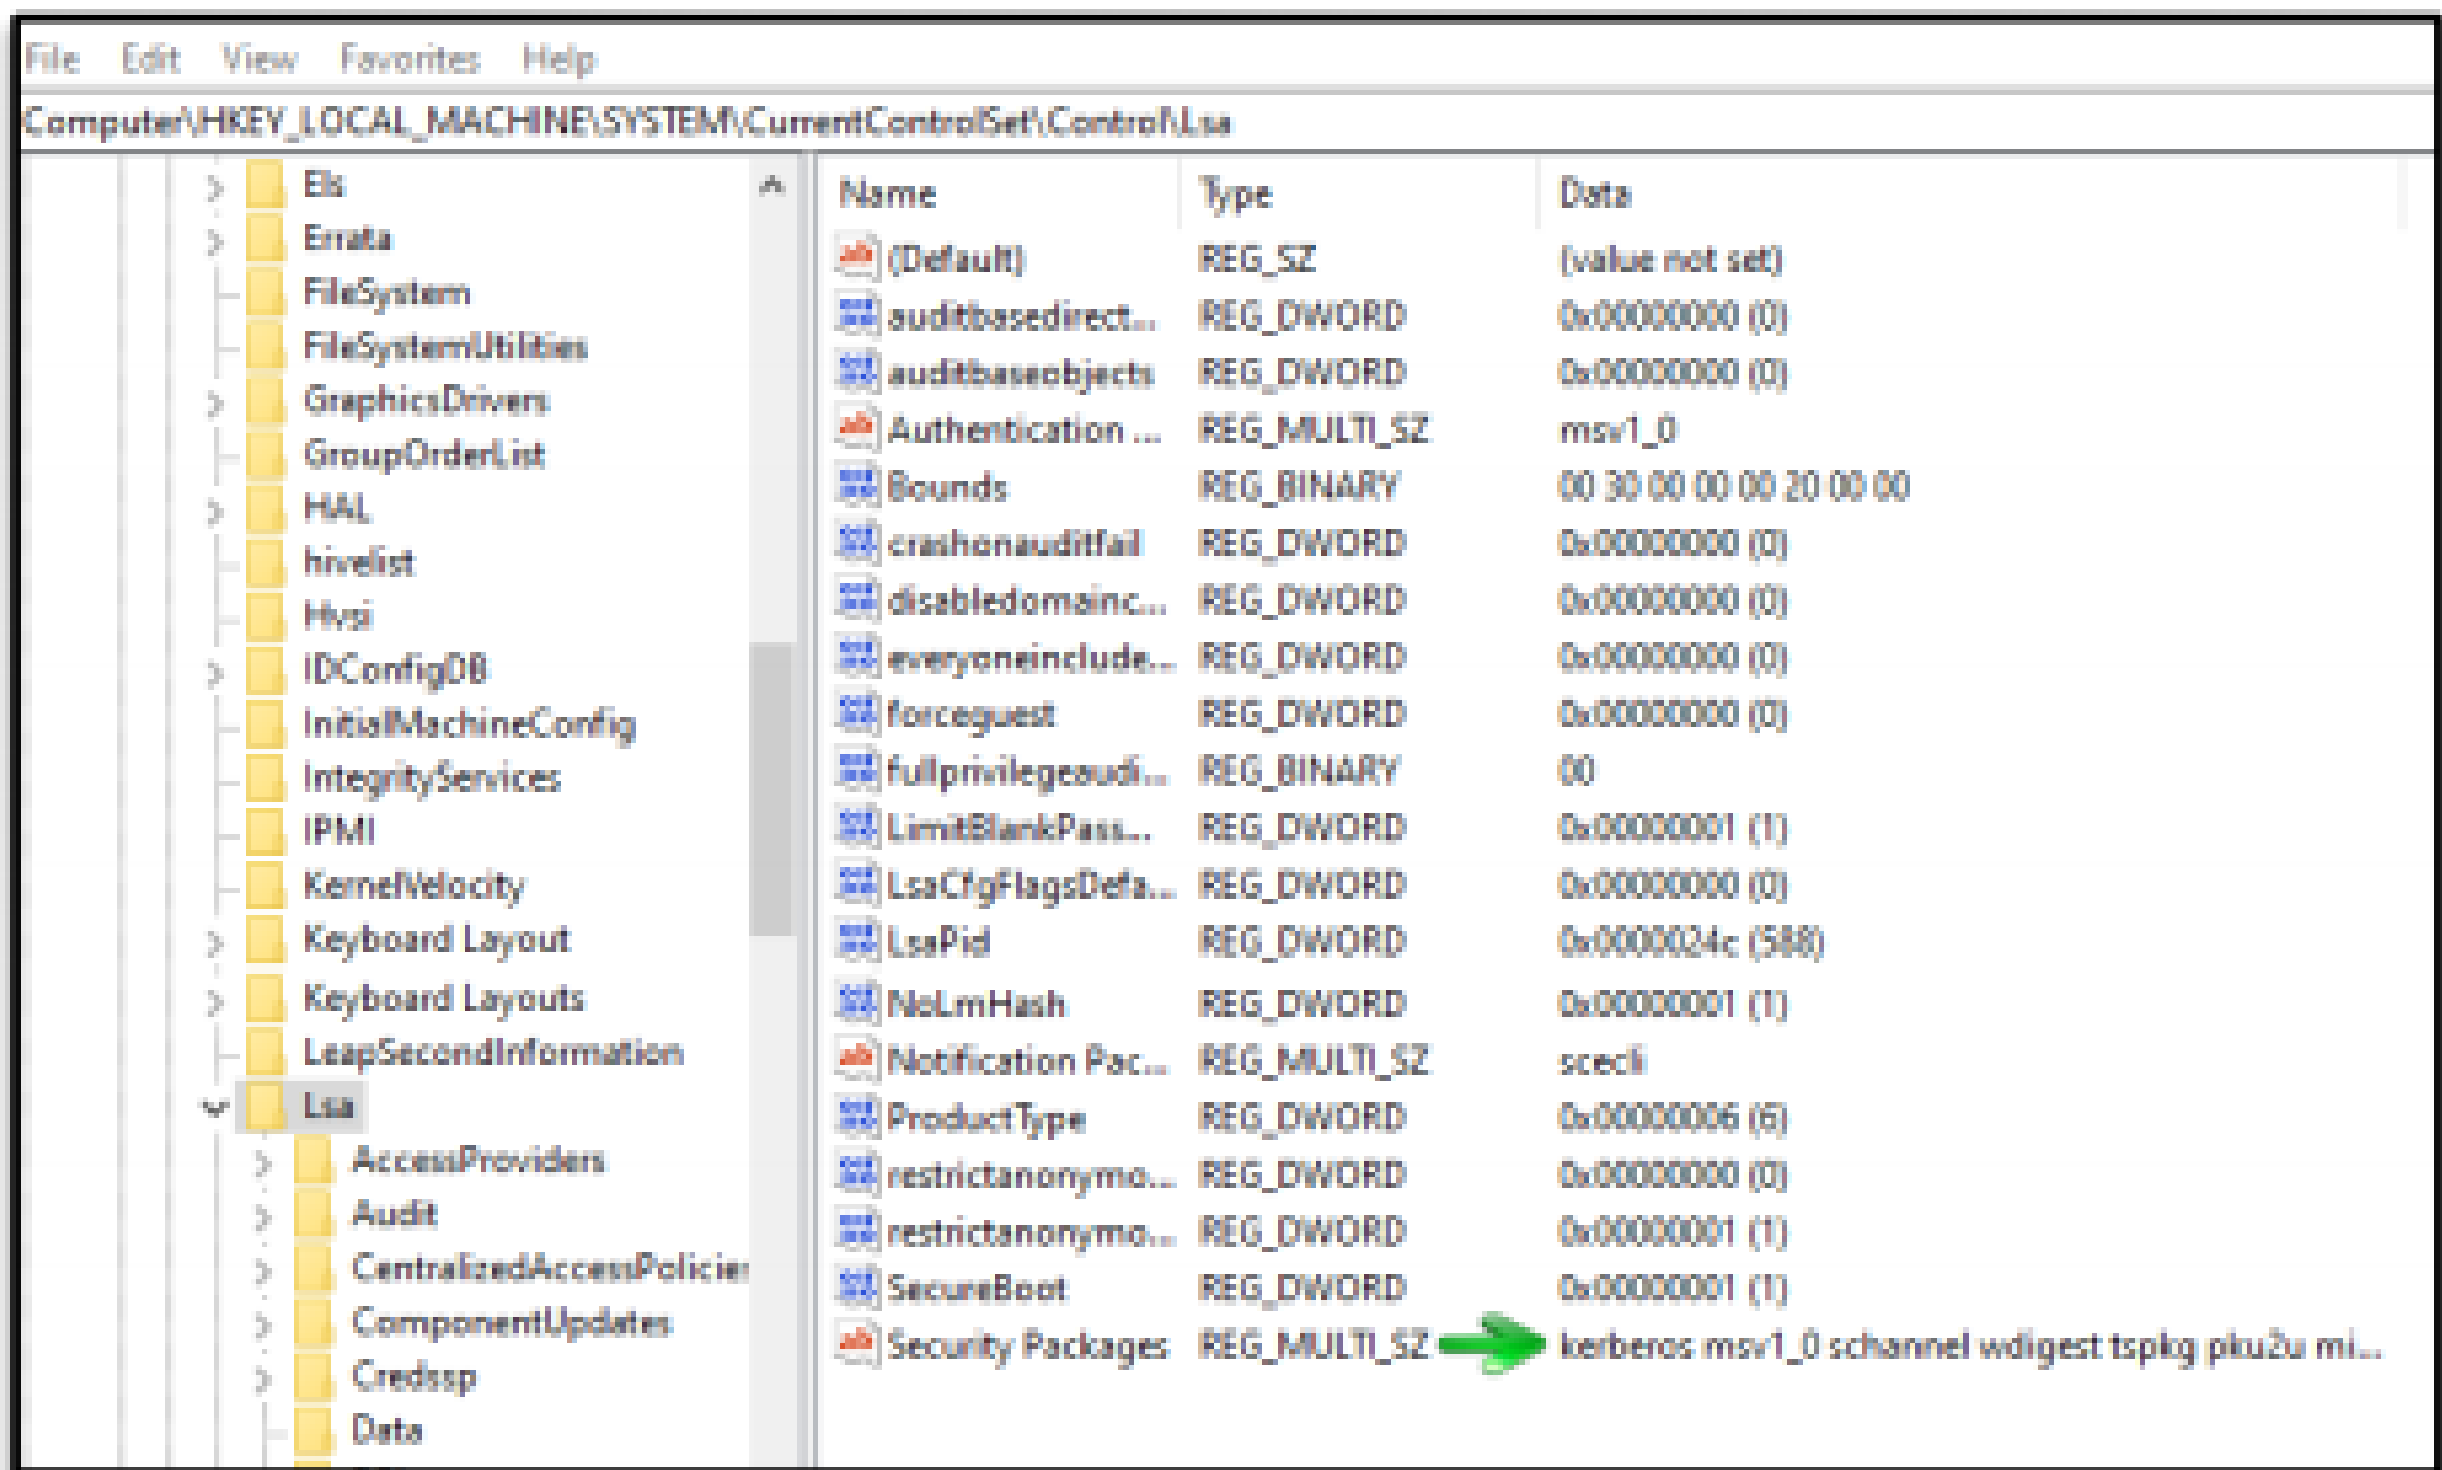 File Edit View Favorites Help
Computer\HKEY_LOCAL_MACHINE\SYSTEM\CurrentControlSet\Control\Lsa
Els
Errata
FileSystem
FileSystemUtilities
GraphicsDrivers
GroupOrderList
HAL
hivelist
Hvsi
IDConfigDB
InitialMachineConfig
IntegrityServices
IPMI
KernelVelocity
Keyboard Layout
Keyboard Layouts
LeapSecondInformation
Lsa
AccessProviders
Audit
CentralizedAccessPolicies
ComponentUpdates
Credssp
Data
Name Type Data
(Default) REG_SZ (value not set)
auditbasedirect... REG_DWORD 0x00000000 (0)
auditbaseobjects REG_DWORD 0x00000000 (0)
Authentication ... REG_MULTI_SZ msv1_0
Bounds REG_BINARY 00 30 00 00 00 20 00 00
crashonauditfail REG_DWORD 0x00000000 (0)
disabledomainc... REG_DWORD 0x00000000 (0)
everyoneinclude... REG_DWORD 0x00000000 (0)
forceguest REG_DWORD 0x00000000 (0)
fullprivilegeaudi... REG_BINARY 00
LimitBlankPass... REG_DWORD 0x00000001 (1)
LsaCfgFlagsDefa... REG_DWORD 0x00000000 (0)
LsaPid REG_DWORD 0x0000024c (588)
NoLmHash REG_DWORD 0x00000001 (1)
Notification Pac... REG_MULTI_SZ scecli
ProductType REG_DWORD 0x00000006 (6)
restrictanonymo... REG_DWORD 0x00000000 (0)
restrictanonymo... REG_DWORD 0x00000001 (1)
SecureBoot REG_DWORD 0x00000001 (1)
Security Packages REG_MULTI_SZ kerberos msv1_0 schannel wdigest tspkg pku2u mi...